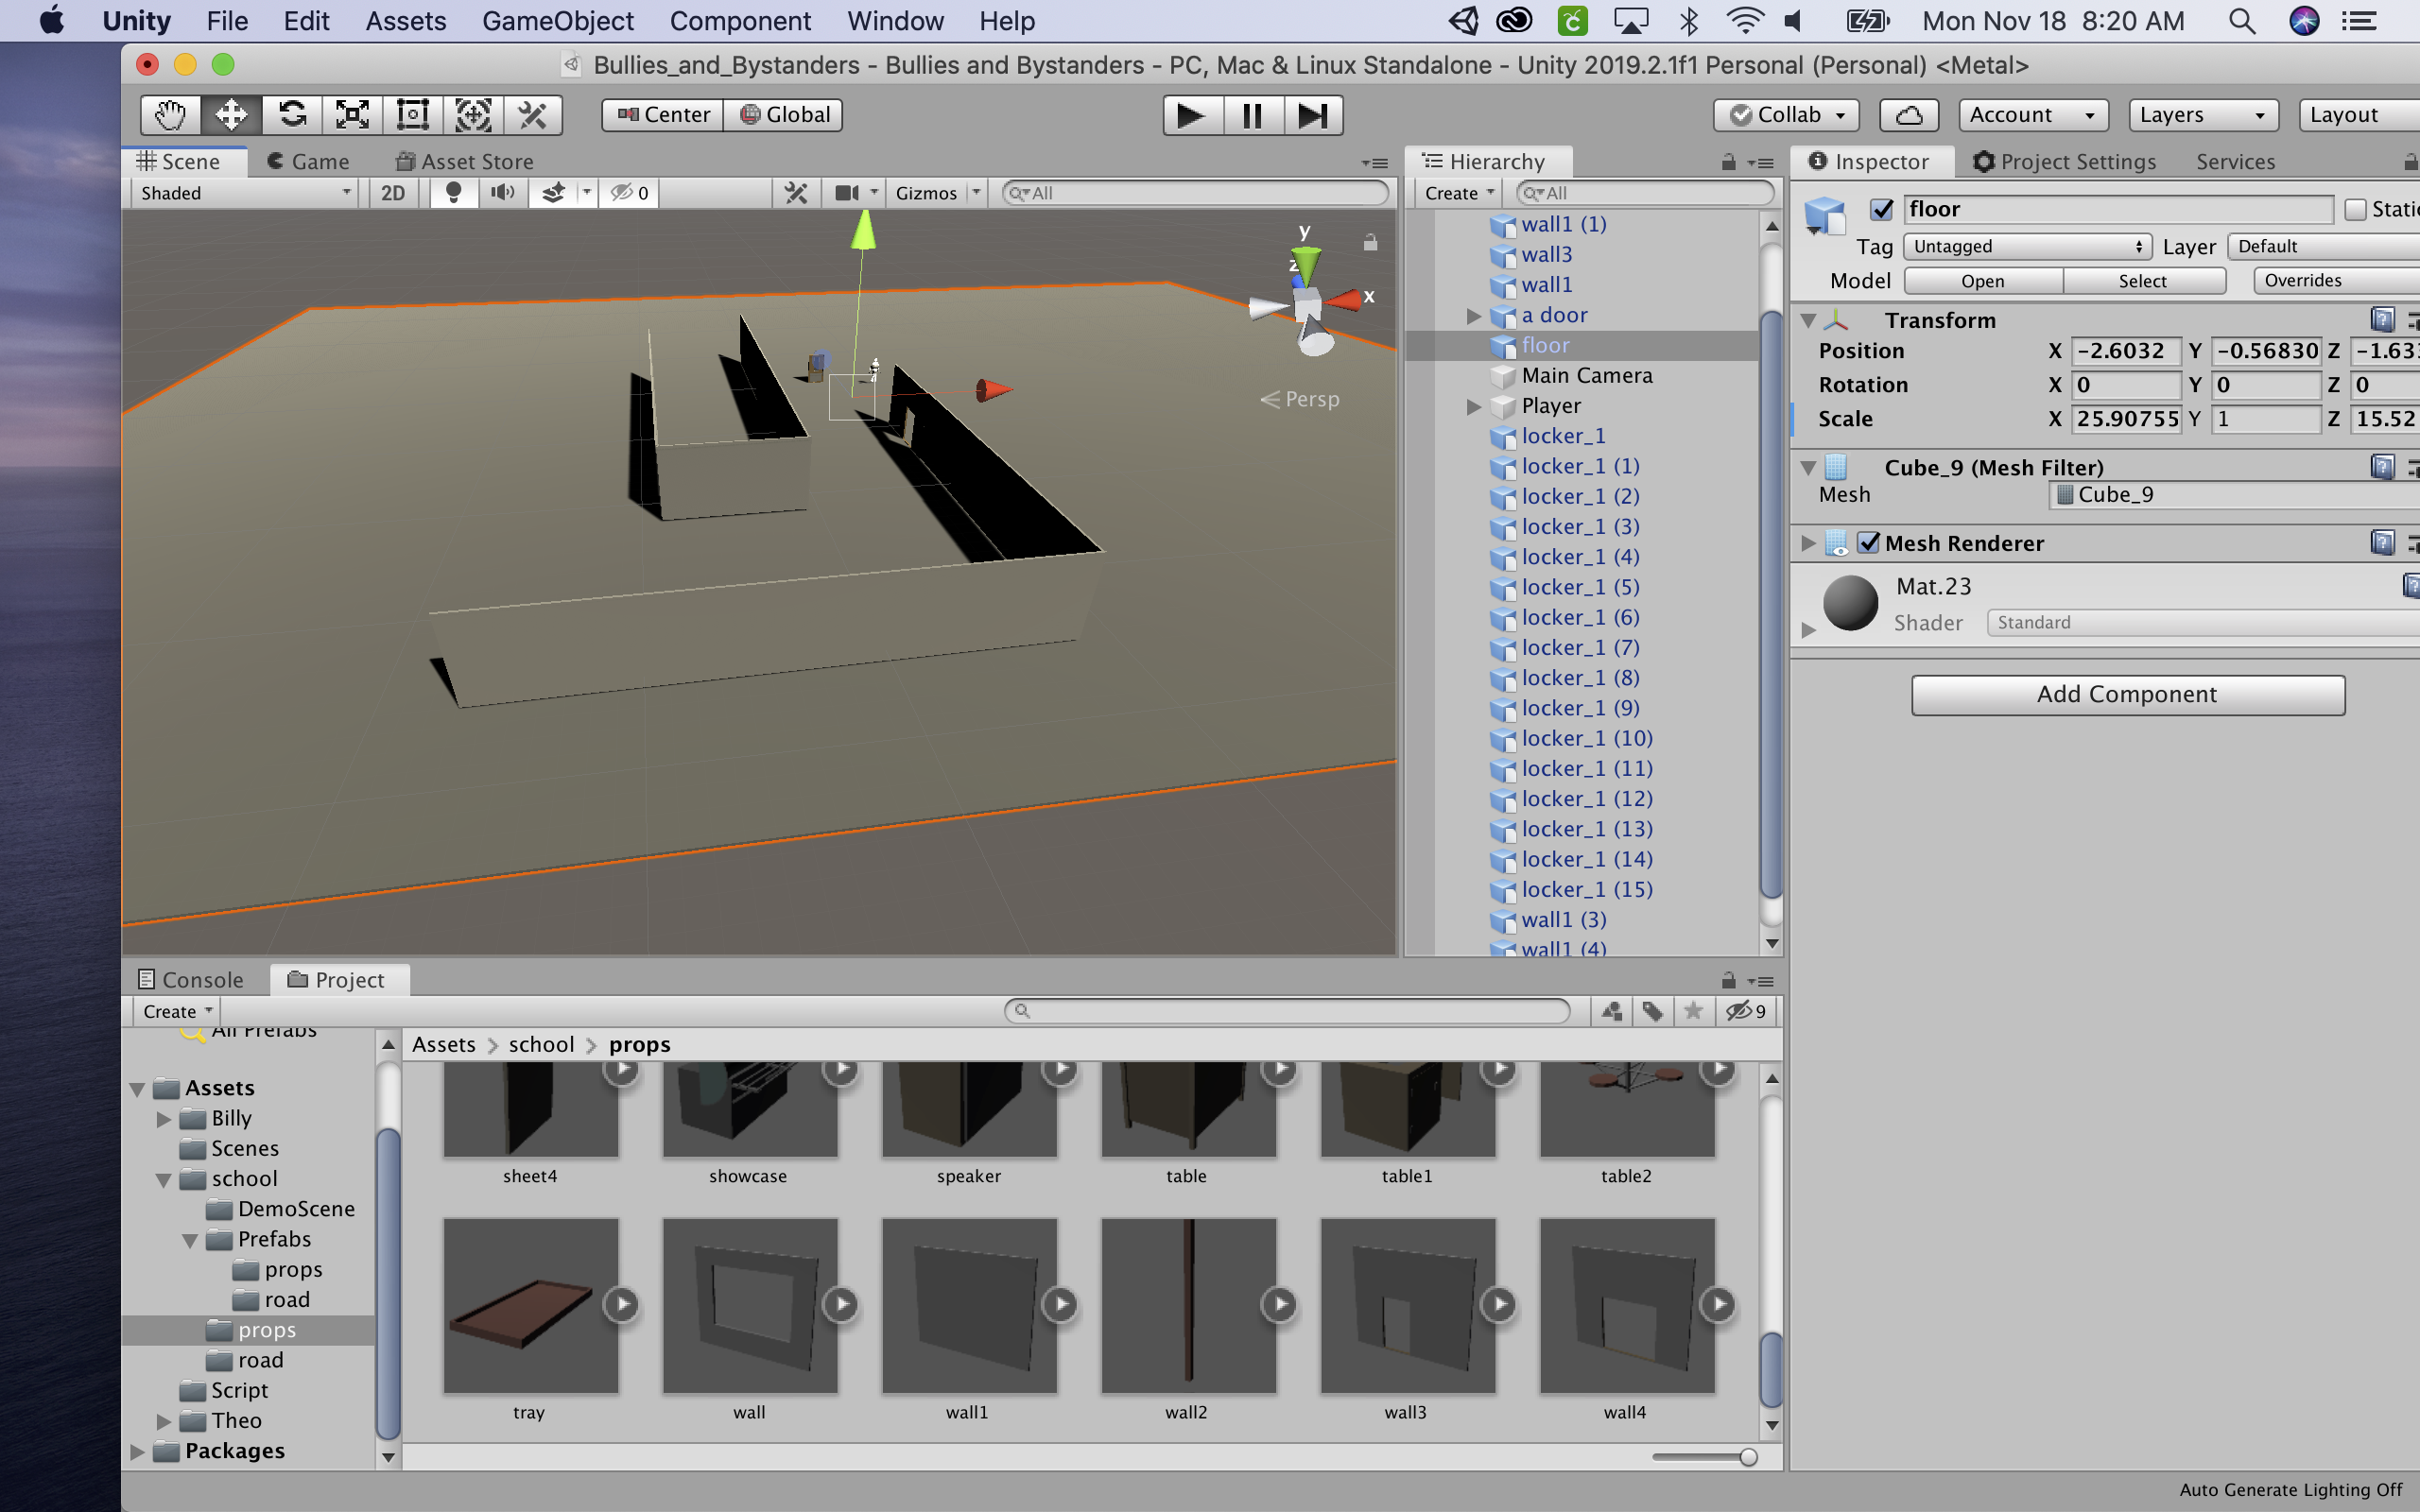 Unity File Edit Assets GameObject Component Window Help Mon Nov 18 8:20 AM
Bullies_and_Bystanders - Bullies and Bystanders - PC, Mac & Linux Standalone - Unity 2019.2.1f1 Personal (Personal) <Metal>
Center Global Collab Account Layers Layout
Scene Game Asset Store
Shaded 2D 0 Gizmos All
y
z
x
Persp
Hierarchy
Create All
wall1 (1)
wall3
wall1
a door
floor
Main Camera
Player
locker_1
locker_1 (1)
locker_1 (2)
locker_1 (3)
locker_1 (4)
locker_1 (5)
locker_1 (6)
locker_1 (7)
locker_1 (8)
locker_1 (9)
locker_1 (10)
locker_1 (11)
locker_1 (12)
locker_1 (13)
locker_1 (14)
locker_1 (15)
wall1 (3)
wall1 (4)
Inspector Project Settings Services
floor Static
Tag Untagged Layer Default
Model Open Select Overrides
Transform
Position X -2.6032 Y -0.56830 Z -1.633
Rotation X 0 Y 0 Z 0
Scale X 25.90755 Y 1 Z 15.52
Cube_9 (Mesh Filter)
Mesh Cube_9
Mesh Renderer
Mat.23
Shader Standard
Add Component
Console Project
Create 9
All Prefabs
Assets
Billy
Scenes
school
DemoScene
Prefabs
props
road
props
road
Script
Theo
Packages
Assets > school > props
sheet4 showcase speaker table table1 table2
tray wall wall1 wall2 wall3 wall4
Auto Generate Lighting Off